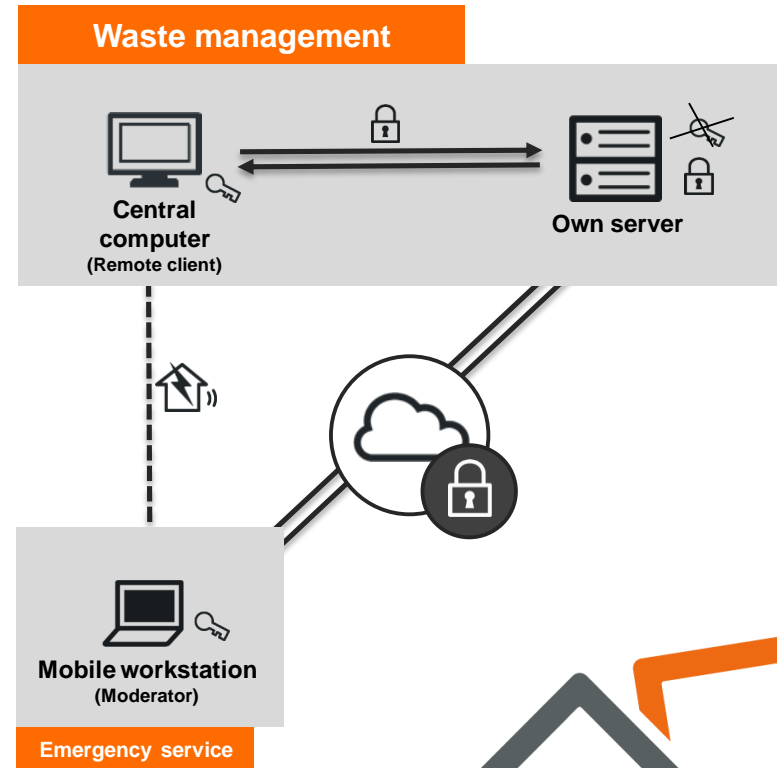 Waste management
Central
computer
(Remote client)
Own server
Mobile workstation
(Moderator)
Emergency service